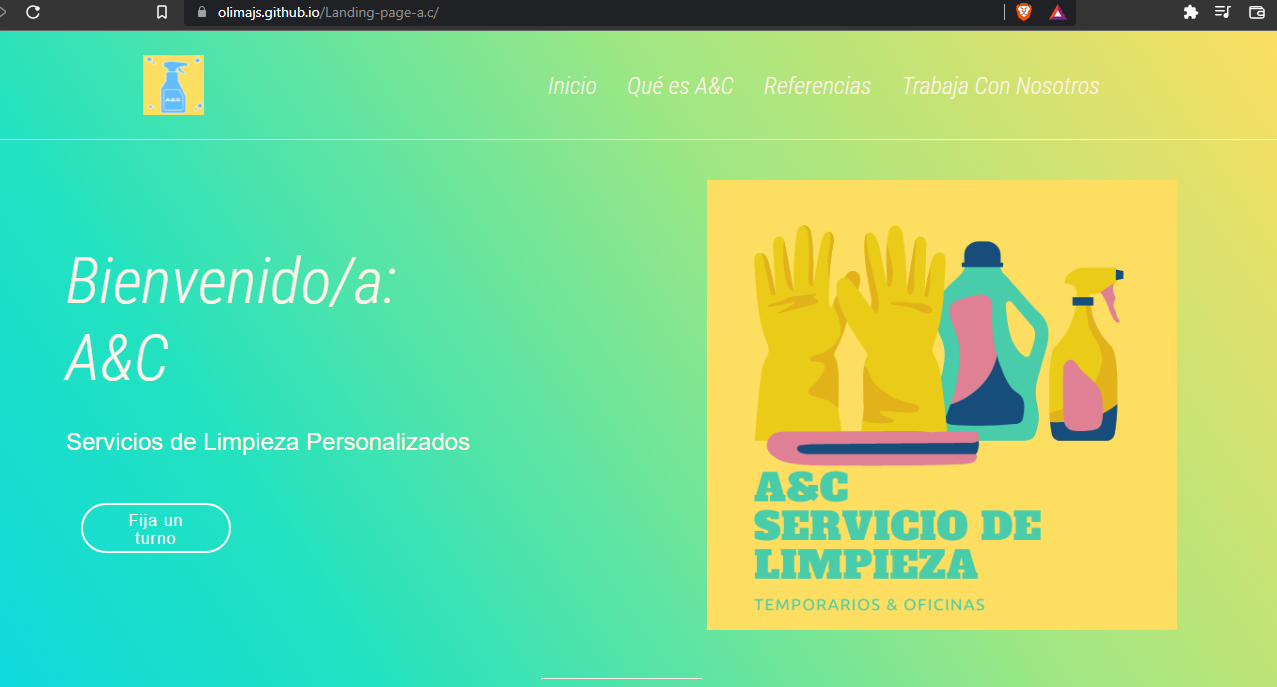 olimajs.github.io/Landing-page-a.c/
A&C
Inicio Qué es A&C Referencias Trabaja Con Nosotros
Bienvenido/a:
A&C
Servicios de Limpieza Personalizados
Fija un
turno
A&C
SERVICIO DE
LIMPIEZA
TEMPORARIOS & OFICINAS